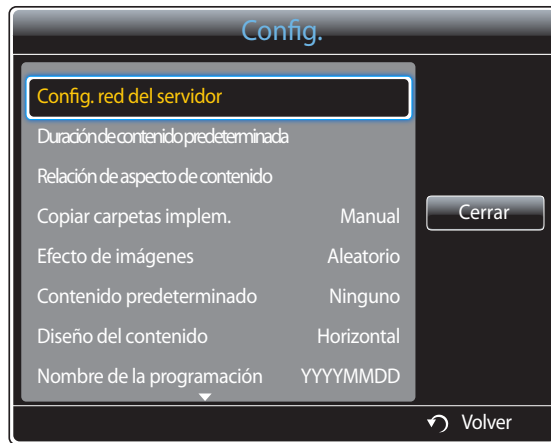 Config.
Config. red del servidor
Duración de contenido predeterminada
Relación de aspecto de contenido
Copiar carpetas implem. Manual
Cerrar
Efecto de imágenes Aleatorio
Contenido predeterminado Ninguno
Diseño del contenido Horizontal
Nombre de la programación YYYYMMDD
Volver